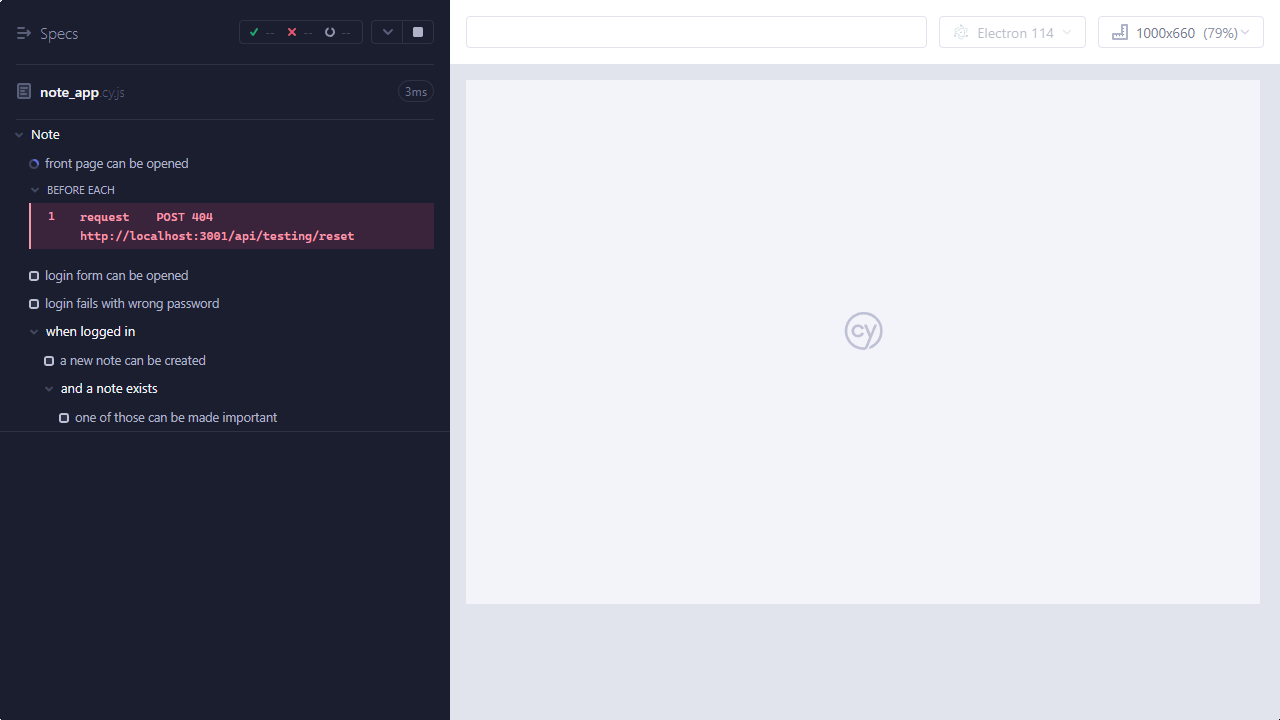 Specs
-- -- --
Electron 114
1000x660 (79%)
note_app.cy.js
3ms
Note
front page can be opened
BEFORE EACH
1 request POST 404
http://localhost:3001/api/testing/reset
login form can be opened
login fails with wrong password
when logged in
a new note can be created
and a note exists
one of those can be made important
cy